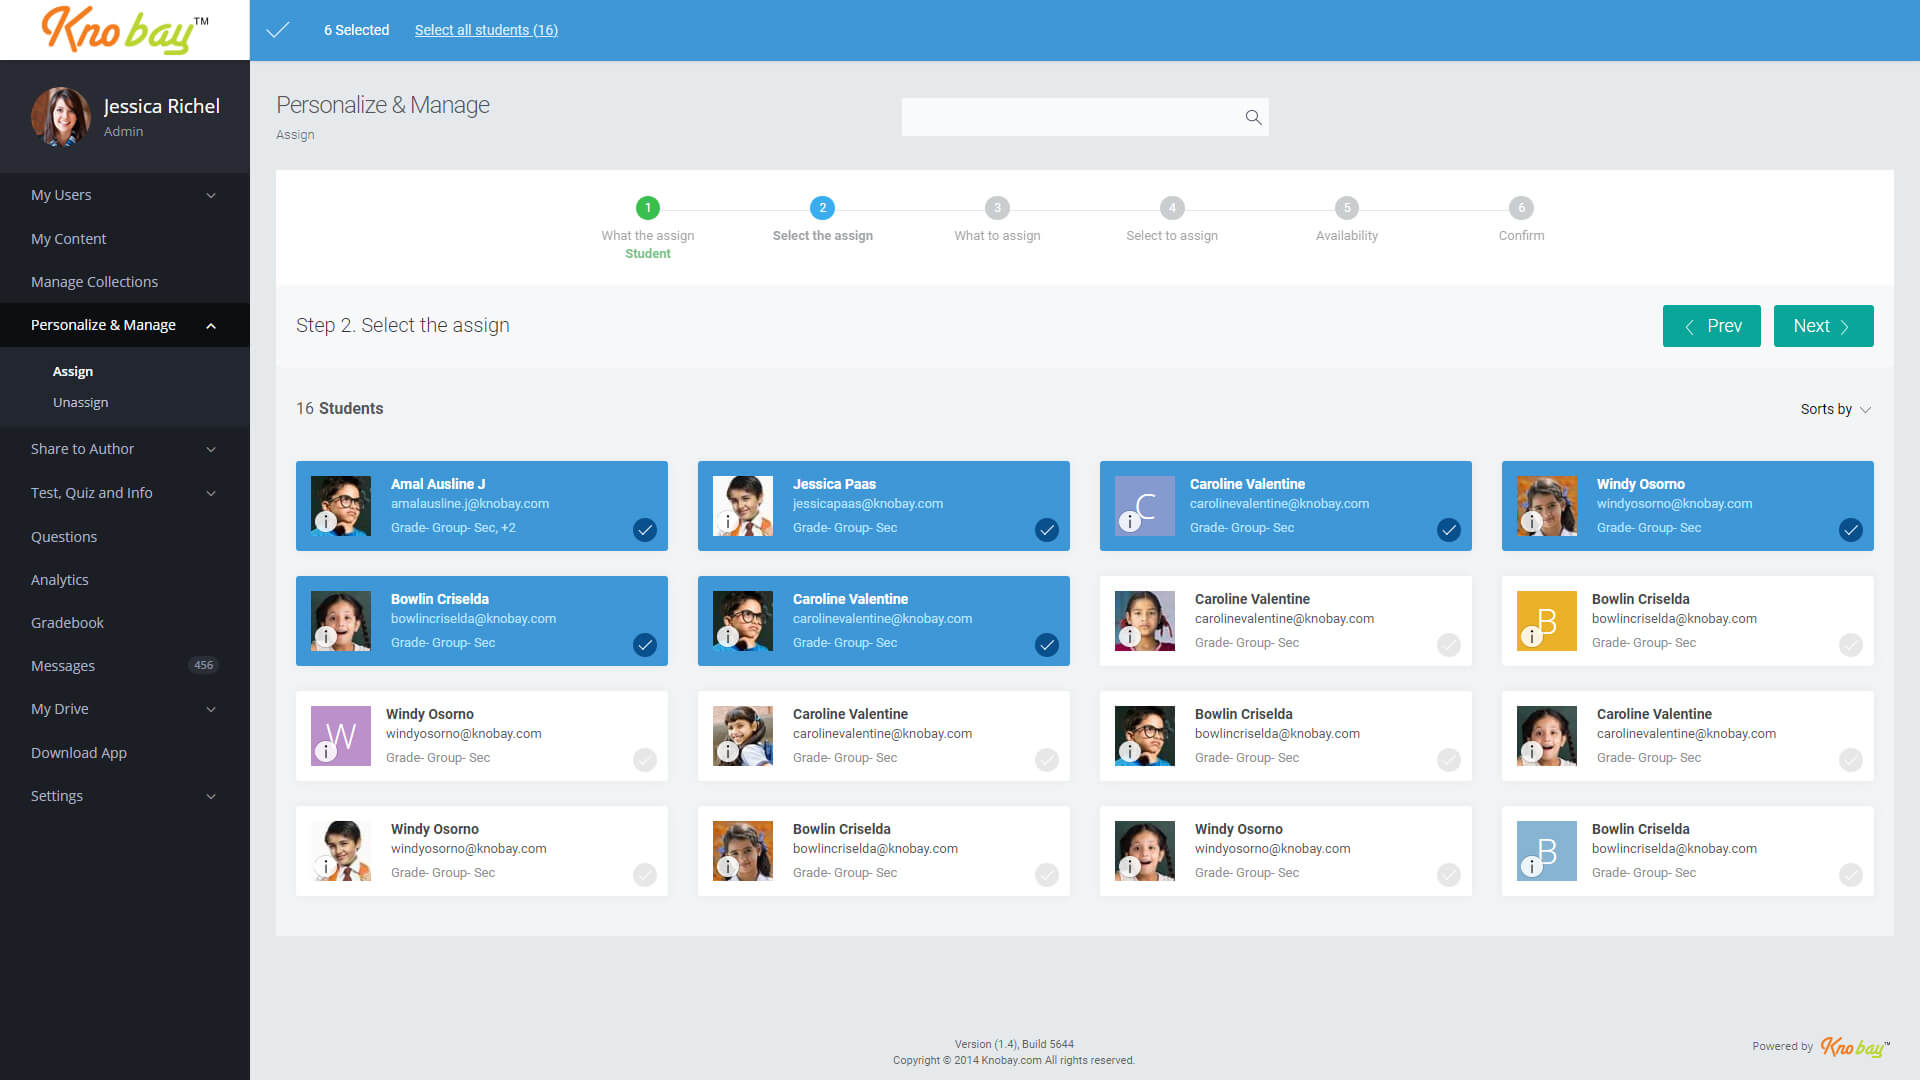 Kno bay™
6 Selected
Select all students (16)
Jessica Richel
Admin
My Users
My Content
Manage Collections
Personalize & Manage
Assign
Unassign
Share to Author
Test, Quiz and Info
Questions
Analytics
Gradebook
Messages 456
My Drive
Download App
Settings
Personalize & Manage
Assign
1 2 3 4 5 6
What the assign Select the assign What to assign Select to assign Availability Confirm
Student
Step 2. Select the assign
Prev
Next
16 Students
Sorts by
Amal Ausline J
amalausline.j@knobay.com
Grade- Group- Sec, +2
i
Jessica Paas
jessicapaas@knobay.com
Grade- Group- Sec
i
C
Caroline Valentine
carolinevalentine@knobay.com
Grade- Group- Sec
i
Windy Osorno
windyosorno@knobay.com
Grade- Group- Sec
i
Bowlin Criselda
bowlincriselda@knobay.com
Grade- Group- Sec
i
Caroline Valentine
carolinevalentine@knobay.com
Grade- Group- Sec
i
Caroline Valentine
carolinevalentine@knobay.com
Grade- Group- Sec
i
B
Bowlin Criselda
bowlincriselda@knobay.com
Grade- Group- Sec
i
W
Windy Osorno
windyosorno@knobay.com
Grade- Group- Sec
i
Caroline Valentine
carolinevalentine@knobay.com
Grade- Group- Sec
i
Bowlin Criselda
bowlincriselda@knobay.com
Grade- Group- Sec
i
Caroline Valentine
carolinevalentine@knobay.com
Grade- Group- Sec
i
Windy Osorno
windyosorno@knobay.com
Grade- Group- Sec
i
Bowlin Criselda
bowlincriselda@knobay.com
Grade- Group- Sec
i
Windy Osorno
windyosorno@knobay.com
Grade- Group- Sec
i
B
Bowlin Criselda
bowlincriselda@knobay.com
Grade- Group- Sec
i
Version (1.4), Build 5644
Copyright © 2014 Knobay.com All rights reserved.
Powered by Kno bay™